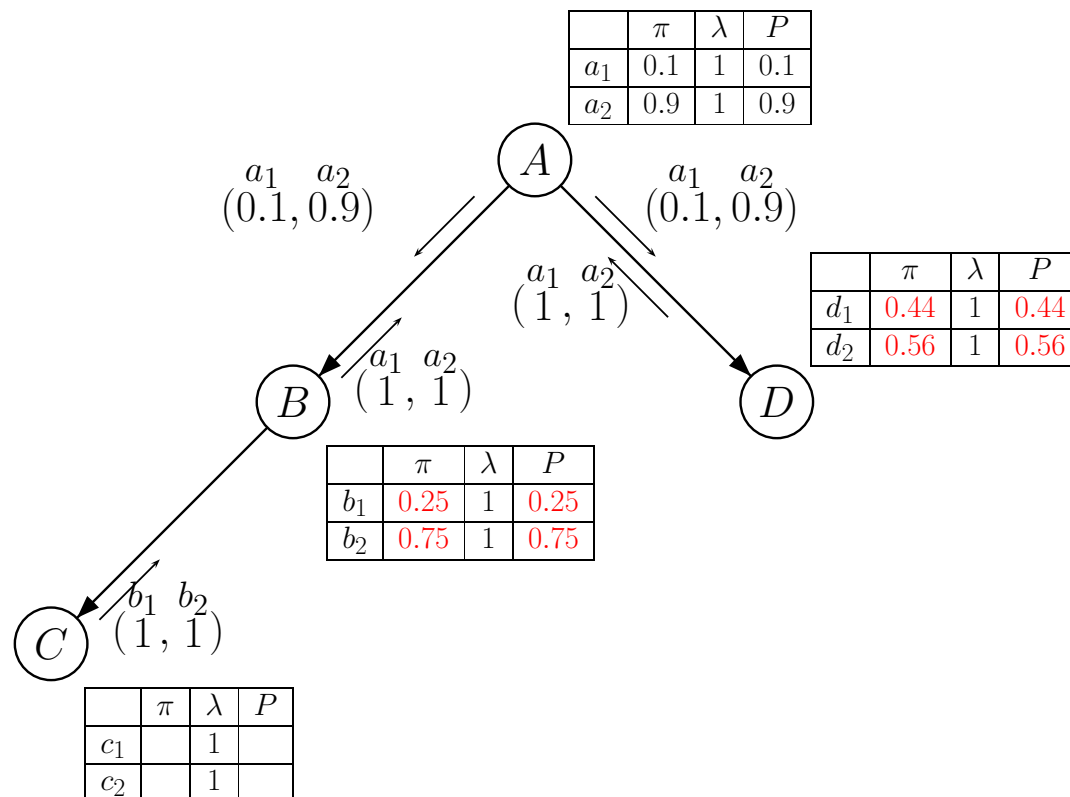 π λ P
a₁ 0.1 1 0.1
a₂ 0.9 1 0.9
A
a₁ a₂
(0.1, 0.9)
a₁ a₂
(0.1, 0.9)
a₁ a₂
(1, 1)
π λ P
d₁ 0.44 1 0.44
d₂ 0.56 1 0.56
a₁ a₂
(1, 1)
B
D
π λ P
b₁ 0.25 1 0.25
b₂ 0.75 1 0.75
b₁ b₂
(1, 1)
C
π λ P
c₁ 1
c₂ 1